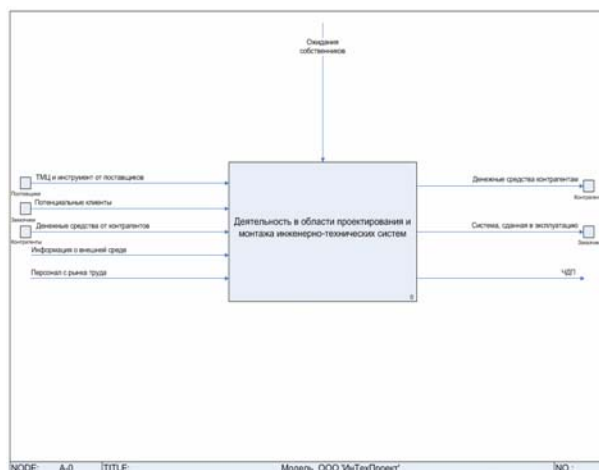 Ожидания
собственников
ТМЦ и инструмент от поставщиков
Поставщики
Потенциальные клиенты
Заказчики
Денежные средства от контрагентов
Контрагенты
Информация о внешней среде
Персонал с рынка труда
Деятельность в области проектирования и
монтажа инженерно-технических систем
Денежные средства контрагентам
Контрагенты
Система, сданная в эксплуатацию
Заказчики
ЧДП
NODE: A-0 TITLE: Модель ООО "ИнТехПроект" NO.: